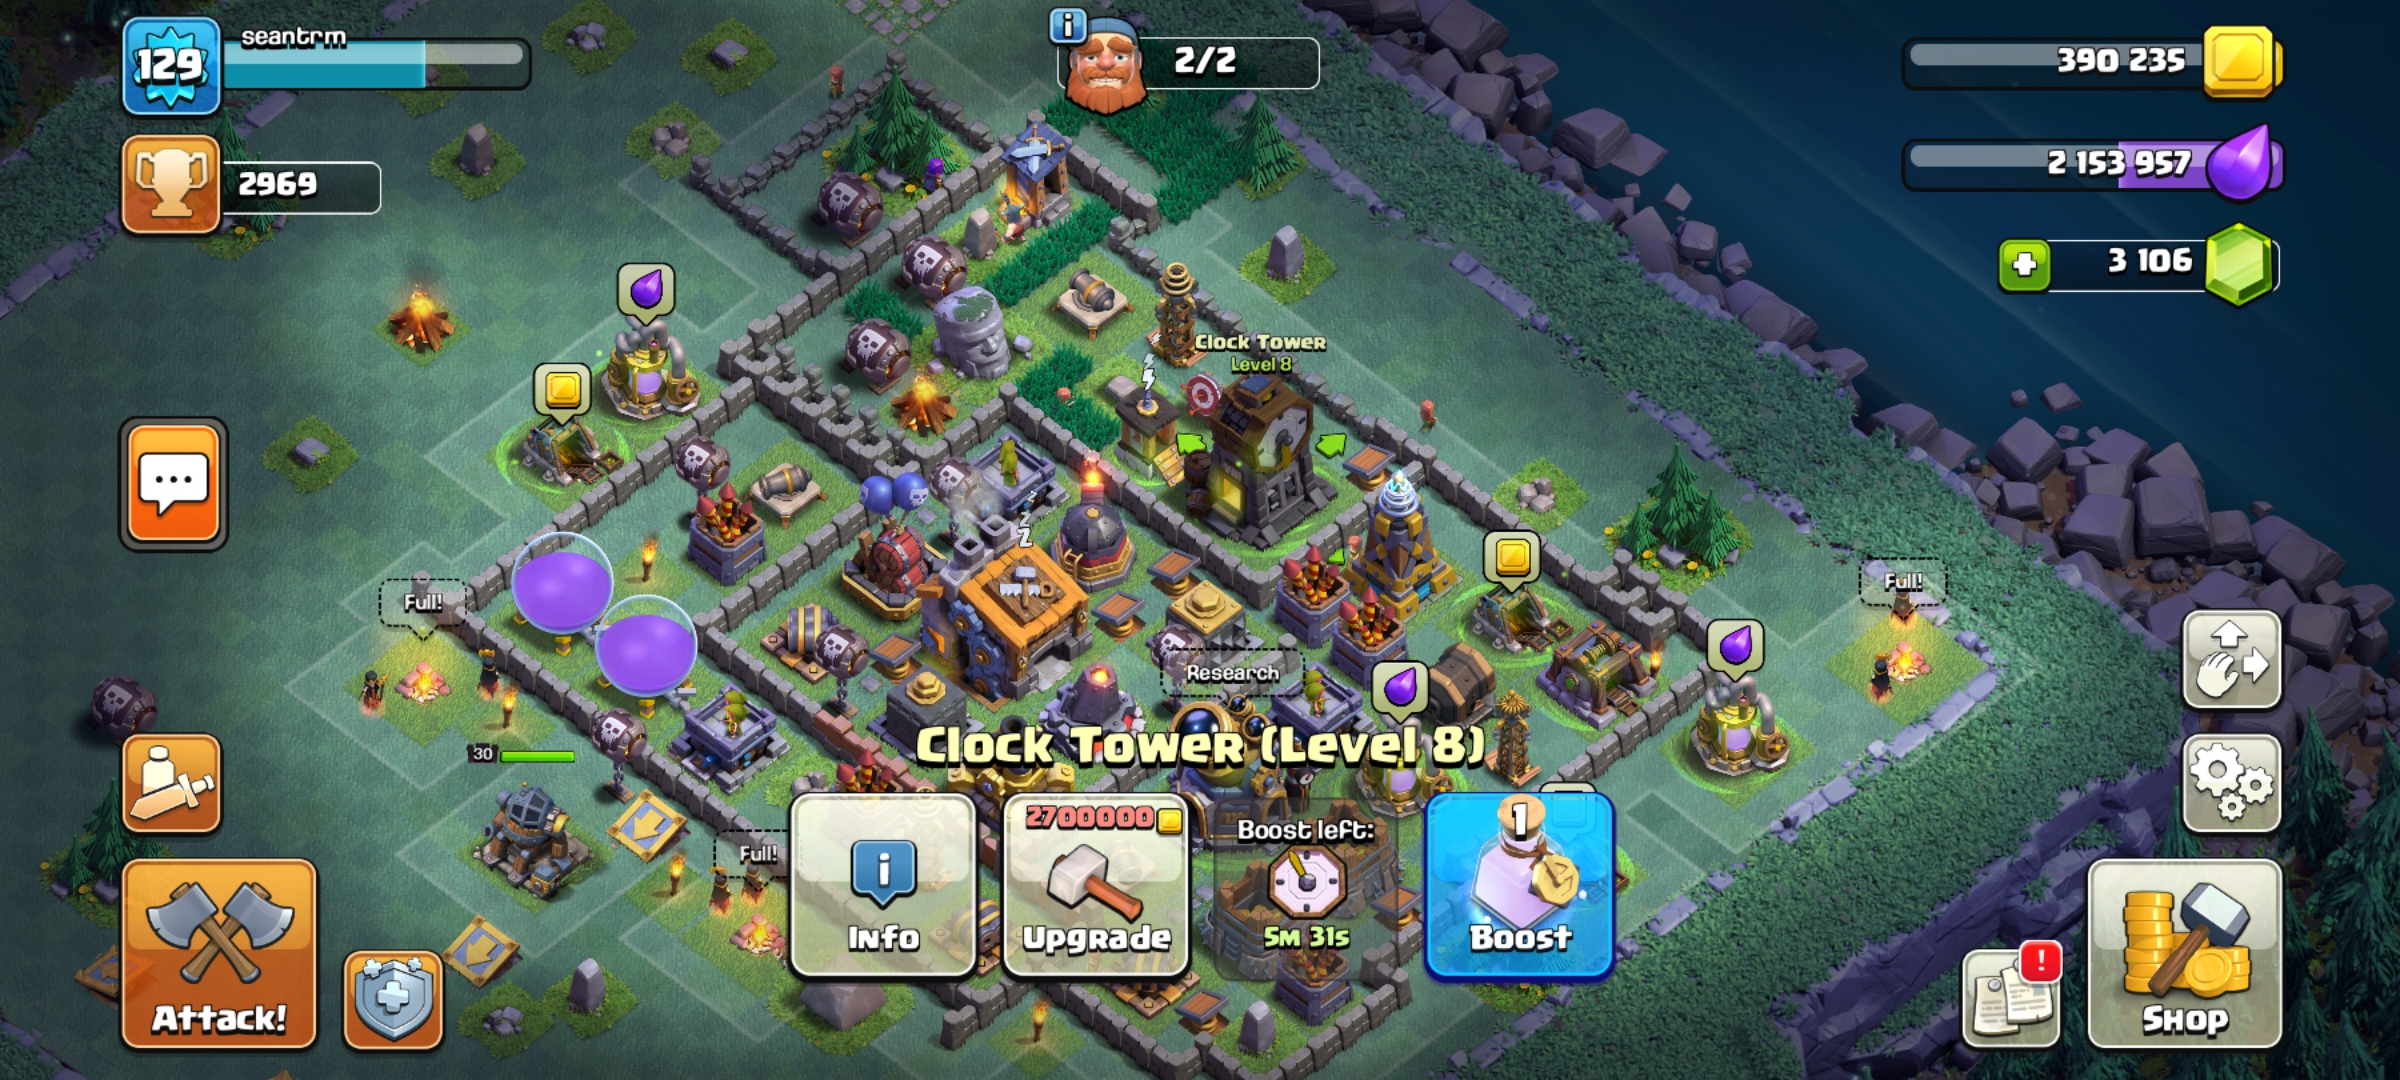 129
seantrm
2/2
390 235
2969
2 153 957
3 106
Clock Tower
Level 8
z
z
z
Full!
Full!
Research
30
Clock Tower (Level 8)
Full!
Info
2700000
Upgrade
Boost left:
5m 31s
1
Boost
Attack!
!
Shop